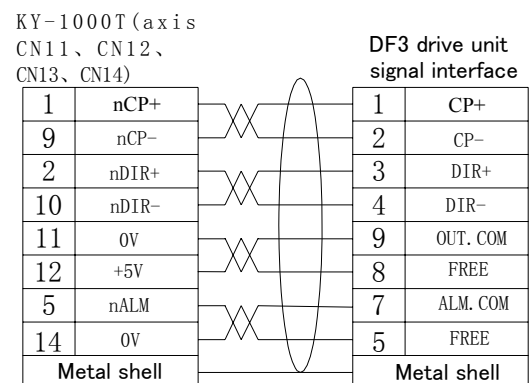 KY-1000T(axis
CN11、CN12、
CN13、CN14)
DF3 drive unit
signal interface
1 nCP+ 1 CP+
9 nCP- 2 CP-
2 nDIR+ 3 DIR+
10 nDIR- 4 DIR-
11 0V 9 OUT.COM
12 +5V 8 FREE
5 nALM 7 ALM.COM
14 0V 5 FREE
Metal shell Metal shell